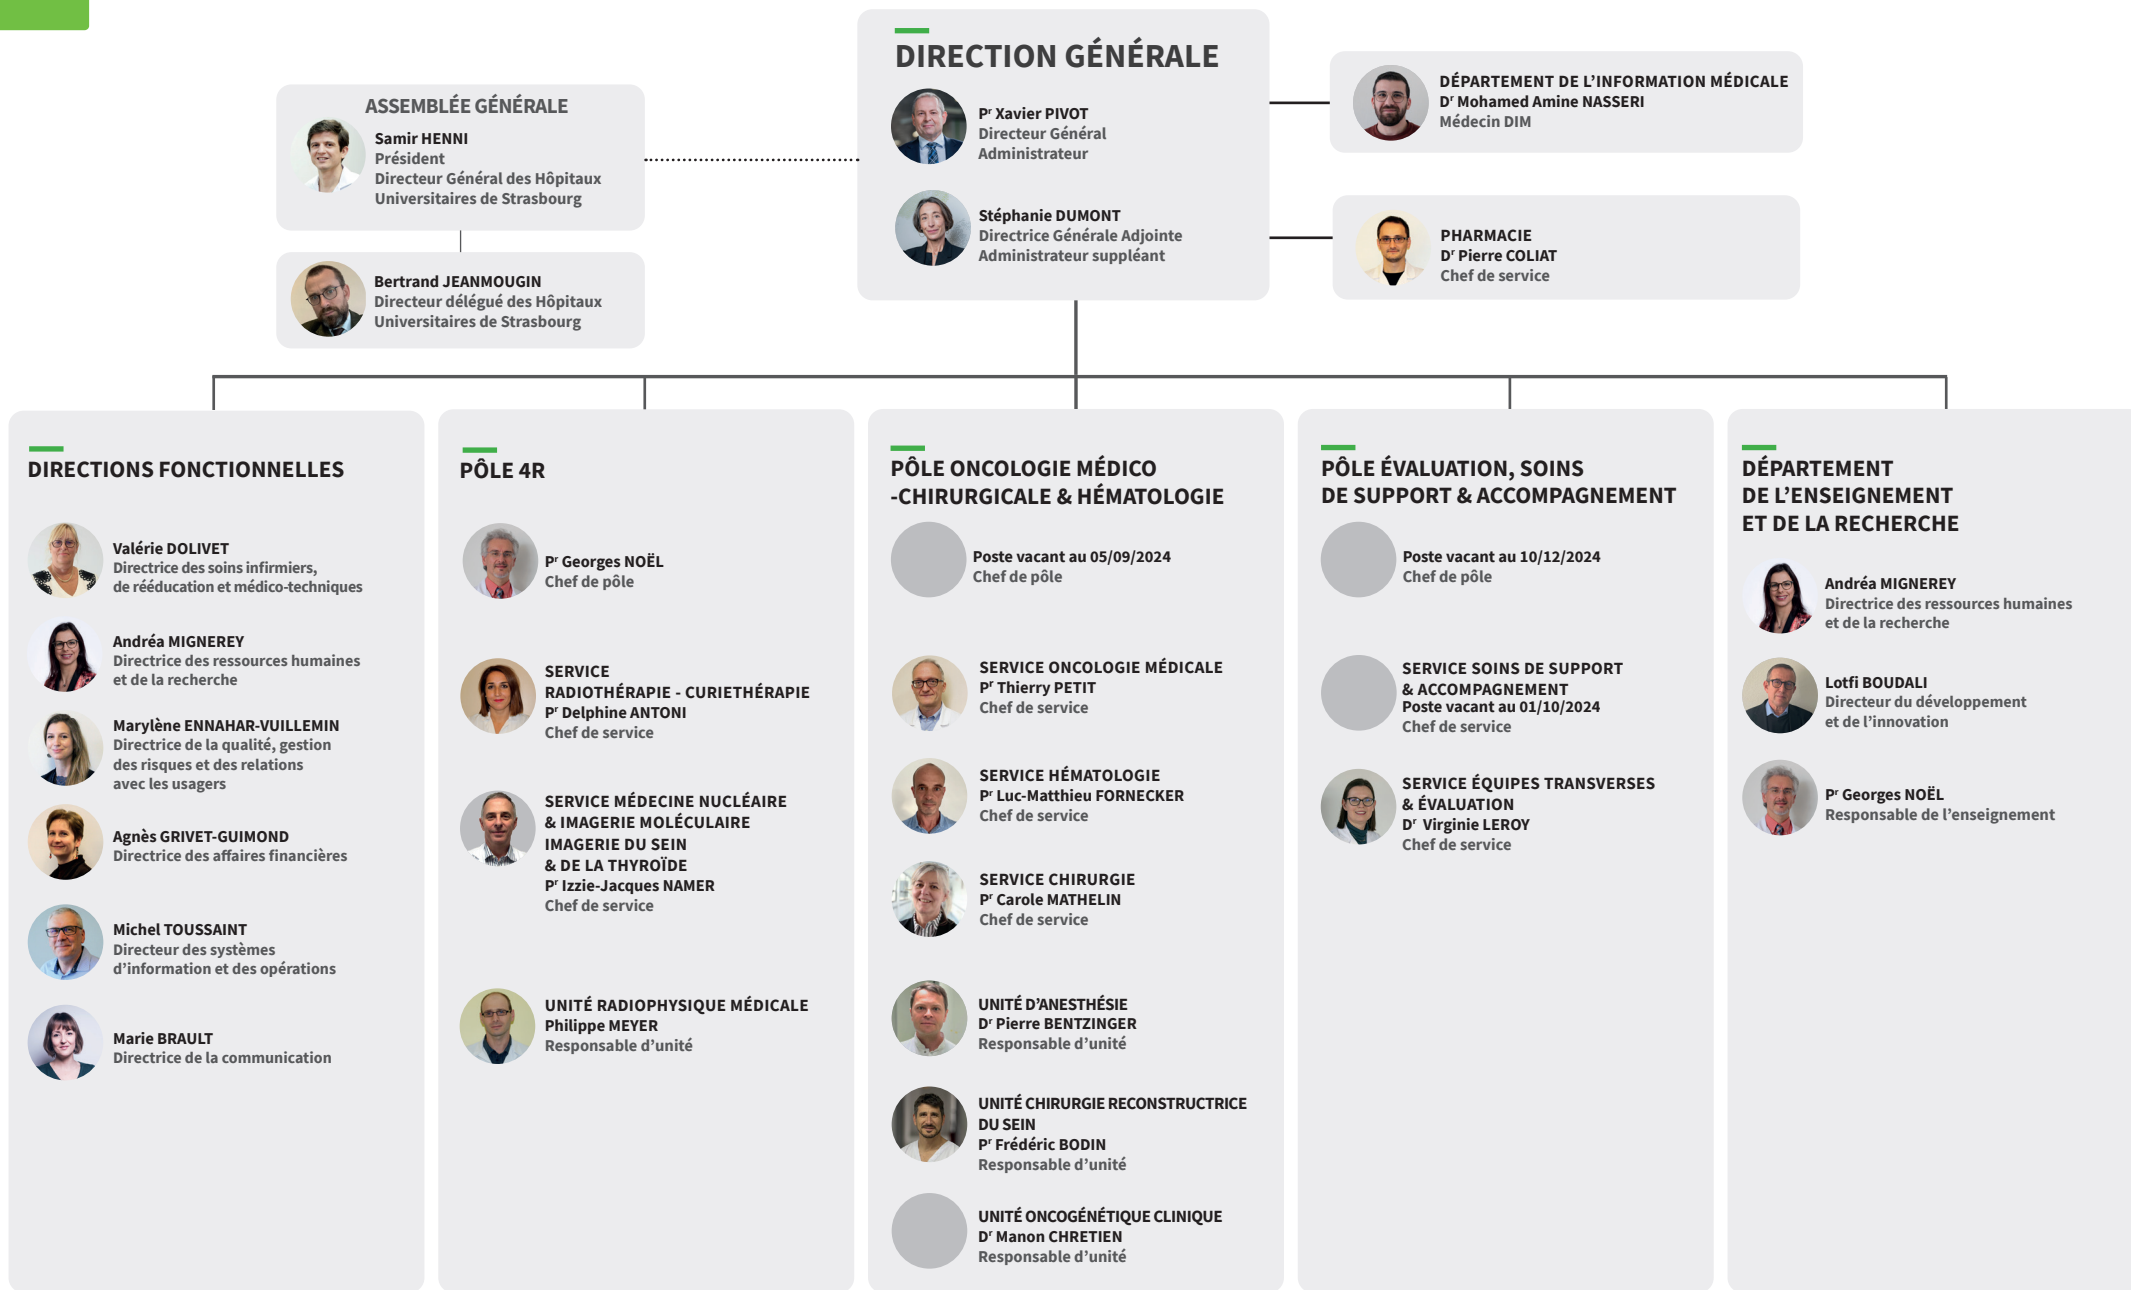 DIRECTION GÉNÉRALE
Pr Xavier PIVOT
Directeur Général
Administrateur
Stéphanie DUMONT
Directrice Générale Adjointe
Administrateur suppléant
ASSEMBLÉE GÉNÉRALE
Samir HENNI
Président
Directeur Général des Hôpitaux
Universitaires de Strasbourg
Bertrand JEANMOUGIN
Directeur délégué des Hôpitaux
Universitaires de Strasbourg
DÉPARTEMENT DE L’INFORMATION MÉDICALE
Dr Mohamed Amine NASSERI
Médecin DIM
PHARMACIE
Dr Pierre COLIAT
Chef de service
DIRECTIONS FONCTIONNELLES
Valérie DOLIVET
Directrice des soins infirmiers,
de rééducation et médico-techniques
Andréa MIGNEREY
Directrice des ressources humaines
et de la recherche
Marylène ENNAHAR-VUILLEMIN
Directrice de la qualité, gestion
des risques et des relations
avec les usagers
Agnès GRIVET-GUIMOND
Directrice des affaires financières
Michel TOUSSAINT
Directeur des systèmes
d’information et des opérations
Marie BRAULT
Directrice de la communication
PÔLE 4R
Pr Georges NOËL
Chef de pôle
SERVICE
RADIOTHÉRAPIE - CURIETHÉRAPIE
Pr Delphine ANTONI
Chef de service
SERVICE MÉDECINE NUCLÉAIRE
& IMAGERIE MOLÉCULAIRE
IMAGERIE DU SEIN
& DE LA THYROÏDE
Pr Izzie-Jacques NAMER
Chef de service
UNITÉ RADIOPHYSIQUE MÉDICALE
Philippe MEYER
Responsable d’unité
PÔLE ONCOLOGIE MÉDICO
-CHIRURGICALE & HÉMATOLOGIE
Poste vacant au 05/09/2024
Chef de pôle
SERVICE ONCOLOGIE MÉDICALE
Pr Thierry PETIT
Chef de service
SERVICE HÉMATOLOGIE
Pr Luc-Matthieu FORNECKER
Chef de service
SERVICE CHIRURGIE
Pr Carole MATHELIN
Chef de service
UNITÉ D’ANESTHÉSIE
Dr Pierre BENTZINGER
Responsable d’unité
UNITÉ CHIRURGIE RECONSTRUCTRICE
DU SEIN
Pr Frédéric BODIN
Responsable d’unité
UNITÉ ONCOGÉNÉTIQUE CLINIQUE
Dr Manon CHRETIEN
Responsable d’unité
PÔLE ÉVALUATION, SOINS
DE SUPPORT & ACCOMPAGNEMENT
Poste vacant au 10/12/2024
Chef de pôle
SERVICE SOINS DE SUPPORT
& ACCOMPAGNEMENT
Poste vacant au 01/10/2024
Chef de service
SERVICE ÉQUIPES TRANSVERSES
& ÉVALUATION
Dr Virginie LEROY
Chef de service
DÉPARTEMENT
DE L’ENSEIGNEMENT
ET DE LA RECHERCHE
Andréa MIGNEREY
Directrice des ressources humaines
et de la recherche
Lotfi BOUDALI
Directeur du développement
et de l’innovation
Pr Georges NOËL
Responsable de l’enseignement